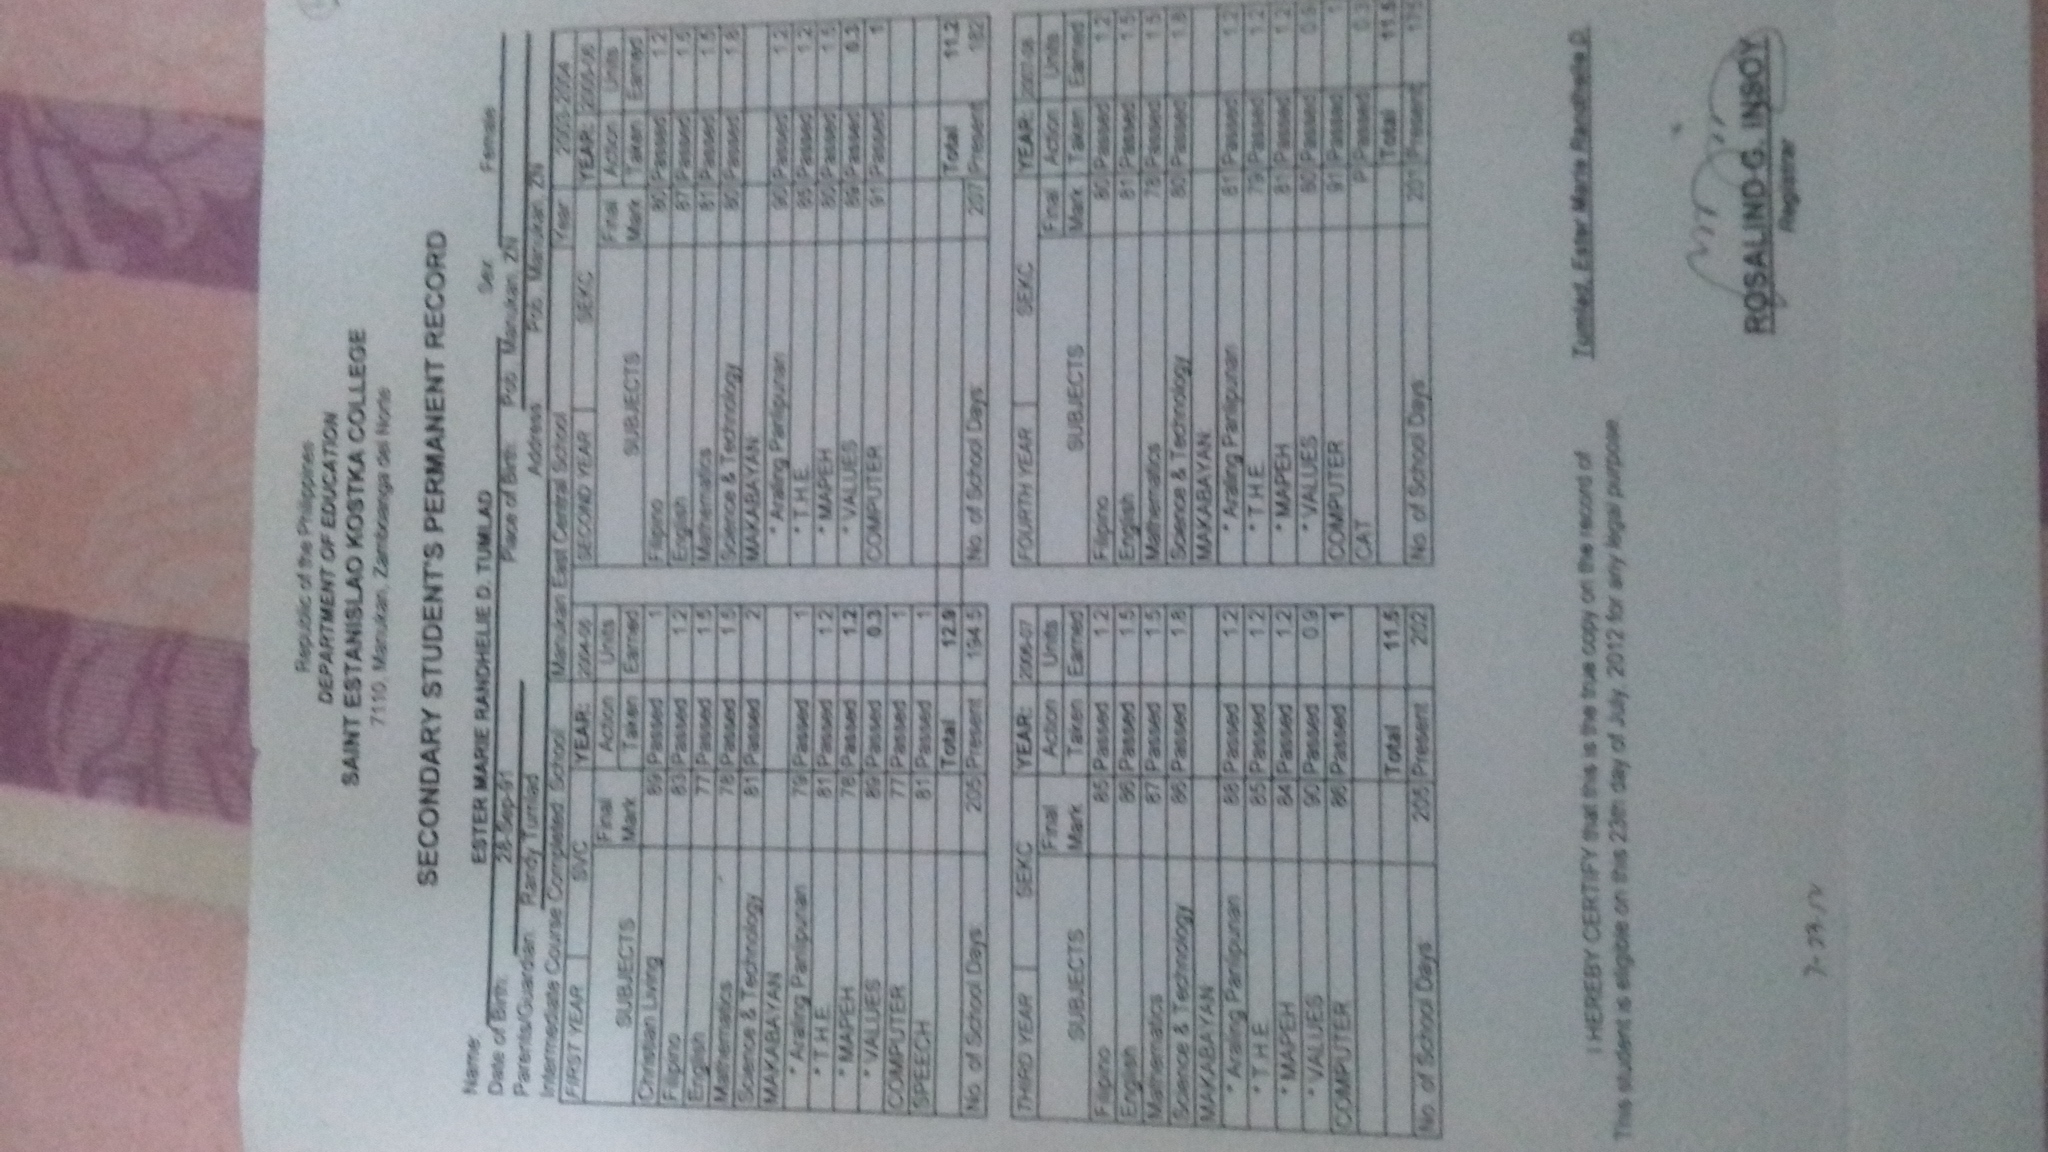 Republic of the Philippines
DEPARTMENT OF EDUCATION
SAINT ESTANISLAO KOSTKA COLLEGE
7110, Manukan, Zamboanga del Norte
SECONDARY STUDENT'S PERMANENT RECORD
Name: ESTER MARIE RANDHELIE D. TUMLAD Sex: Female
Date of Birth: 28-Sep-91 Place of Birth: Pob., Manukan, ZN
Parents/Guardian: Randy Tumlad Address: Pob., Manukan, ZN
Intermediate Course Completed: School: Manukan East Central School Year 2003-2004
FIRST YEAR SVC YEAR: 2004-05
SUBJECTS Final Mark Action Taken Units Earned
Christian Living 89 Passed 1
Filipino 83 Passed 1.2
English 77 Passed 1.5
Mathematics 78 Passed 1.5
Science & Technology 81 Passed 2
MAKABAYAN
* Araling Panlipunan 79 Passed 1
* T.H.E. 81 Passed 1.2
* MAPEH 78 Passed 1.2
* VALUES 89 Passed 0.3
COMPUTER 77 Passed 1
SPEECH 81 Passed 1
Total 12.9
No. of School Days: 205 Present 194.5
SECOND YEAR SEKC YEAR: 2005-06
SUBJECTS Final Mark Action Taken Units Earned
Filipino 80 Passed 1.2
English 87 Passed 1.5
Mathematics 81 Passed 1.5
Science & Technology 80 Passed 1.8
MAKABAYAN:
* Araling Panlipunan 90 Passed 1.2
* T.H.E. 85 Passed 1.2
* MAPEH 80 Passed 1.5
* VALUES 89 Passed 0.3
COMPUTER 91 Passed 1
Total 11.2
No. of School Days: 207 Present 182
THIRD YEAR SEKC YEAR: 2006-07
SUBJECTS Final Mark Action Taken Units Earned
Filipino 85 Passed 1.2
English 86 Passed 1.5
Mathematics 87 Passed 1.5
Science & Technology 86 Passed 1.8
MAKABAYAN:
* Araling Panlipunan 88 Passed 1.2
* T.H.E. 85 Passed 1.2
* MAPEH 84 Passed 1.2
* VALUES 90 Passed 0.9
COMPUTER 86 Passed 1
Total 11.5
No. of School Days: 205 Present 202
FOURTH YEAR SEKC YEAR: 2007-08
SUBJECTS Final Mark Action Taken Units Earned
Filipino 80 Passed 1.2
English 81 Passed 1.5
Mathematics 78 Passed 1.5
Science & Technology 80 Passed 1.8
MAKABAYAN:
* Araling Panlipunan 81 Passed 1.2
* T.H.E. 79 Passed 1.2
* MAPEH 81 Passed 1.2
* VALUES 80 Passed
COMPUTER 91 Passed 1
CAT P Passed 0.3
Total
No. of School Days: 201 Present
I HEREBY CERTIFY that this is the true copy on the record of Tumlad, Ester Marie Randhelie D.
This student is eligible on this 23th day of July, 2012 for any legal purpose.
ROSALIND G. INSOY
Registrar
7-23-12